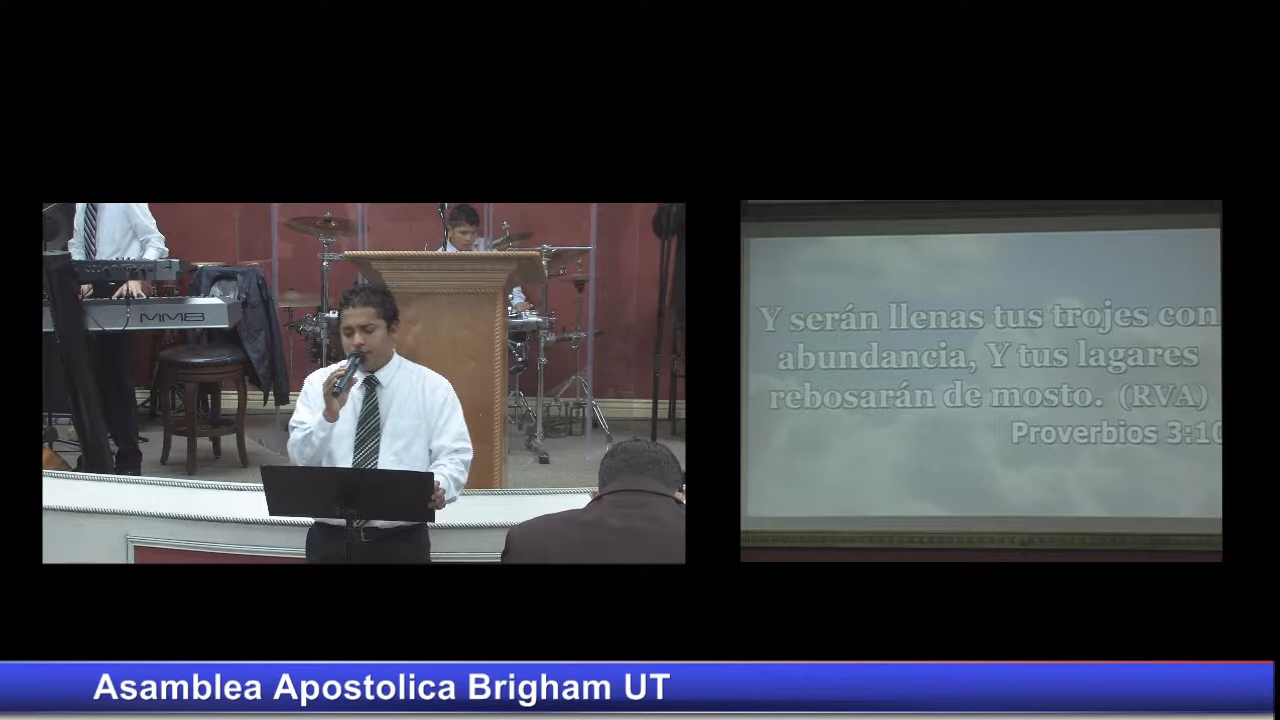 MM8
Y serán llenas tus trojes con
abundancia, Y tus lagares
rebosarán de mosto. (RVA)
Proverbios 3:10
Asamblea Apostolica Brigham UT